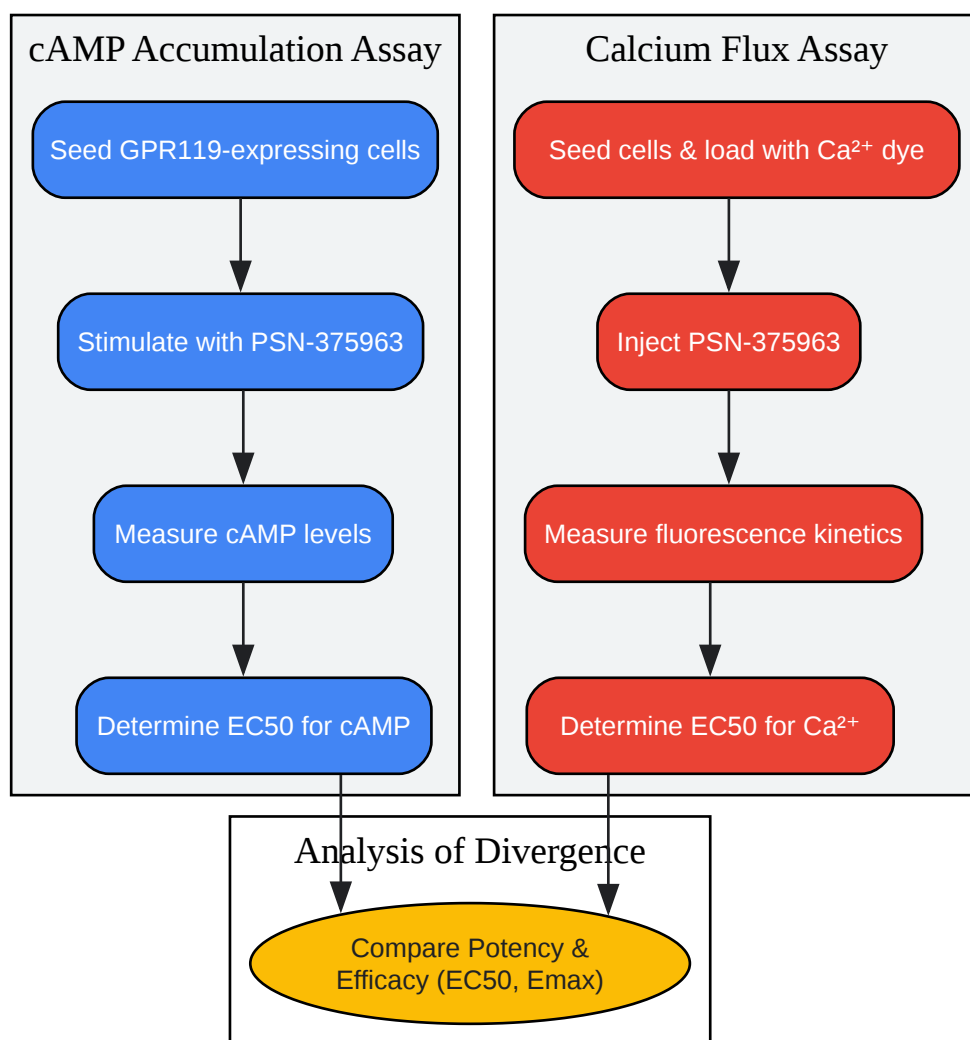 cAMP Accumulation Assay
Seed GPR119-expressing cells
Stimulate with PSN-375963
Measure cAMP levels
Determine EC50 for cAMP
Calcium Flux Assay
Seed cells & load with Ca²⁺ dye
Inject PSN-375963
Measure fluorescence kinetics
Determine EC50 for Ca²⁺
Analysis of Divergence
Compare Potency &
Efficacy (EC50, Emax)